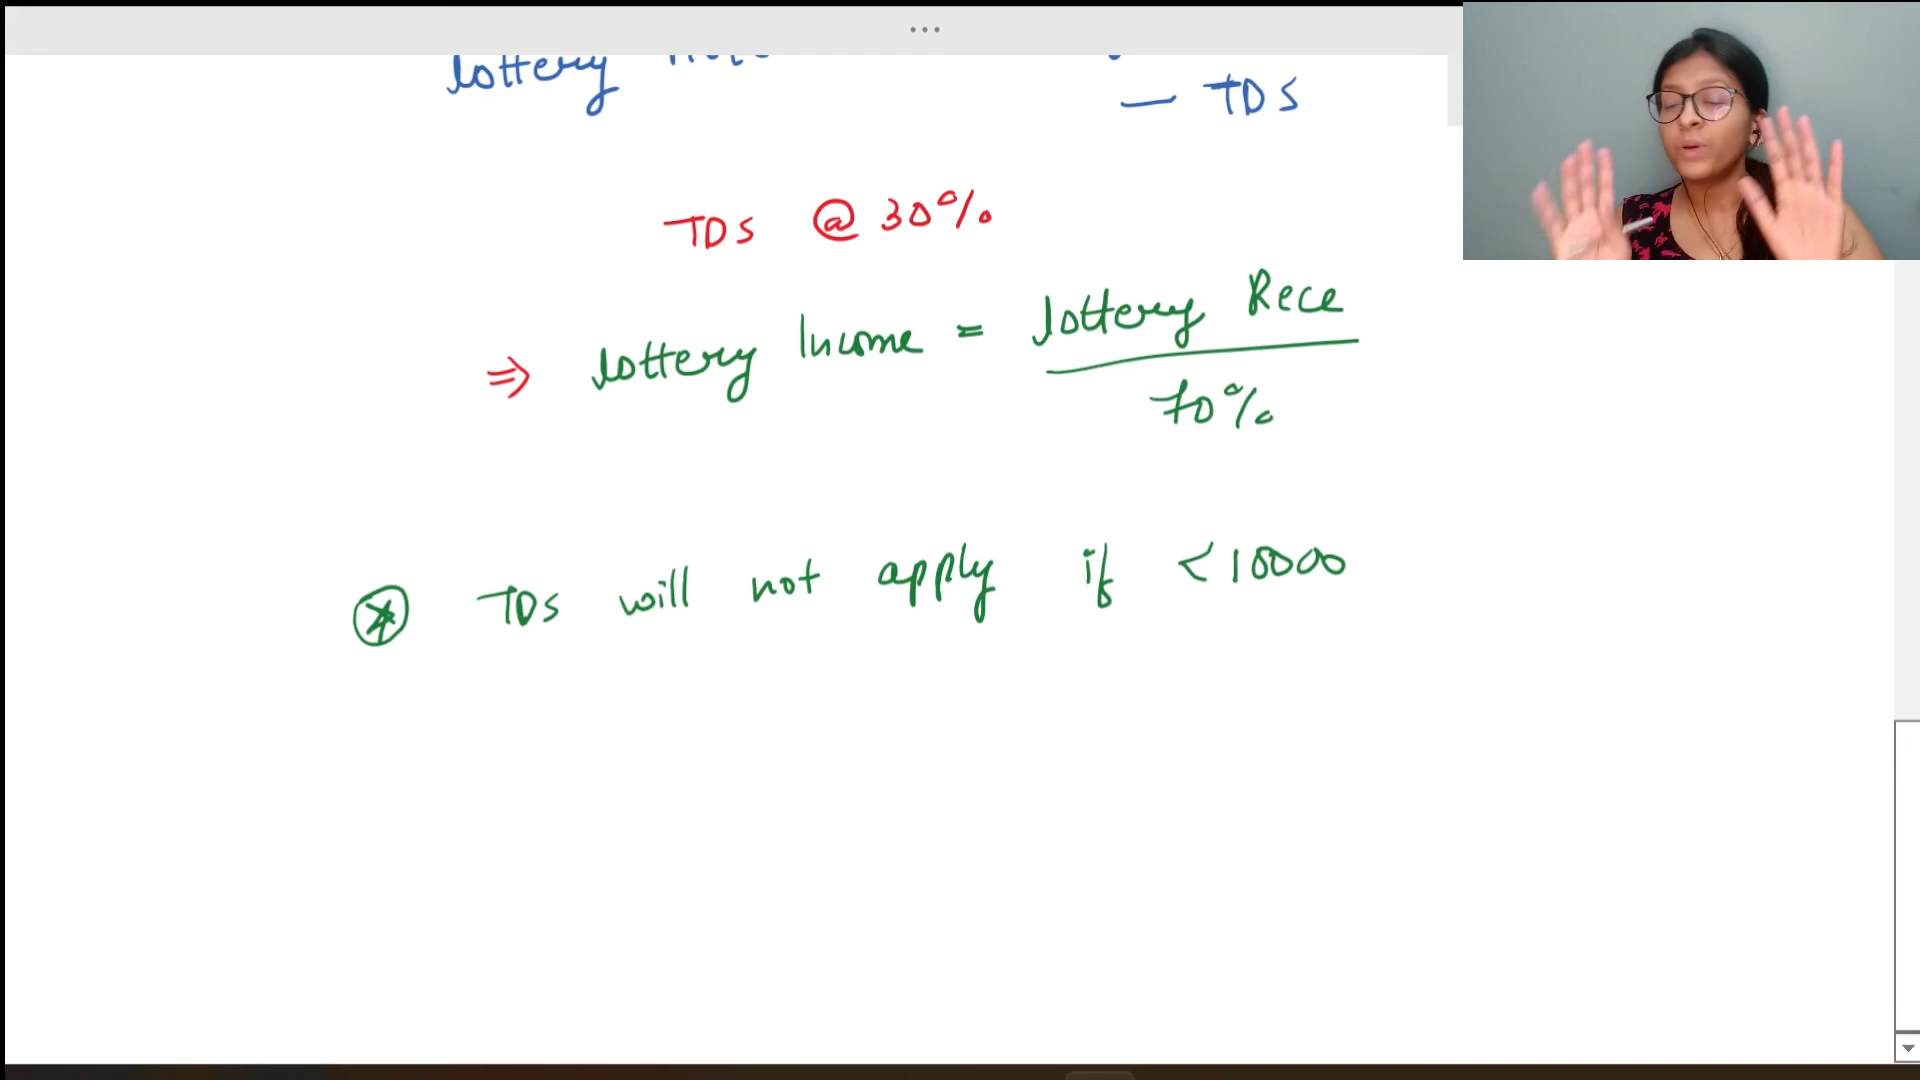 lottery
— TDS
TDS @ 30%
⇒ lottery Income = lottery Rece
70%
* TDS will not apply if < 10000